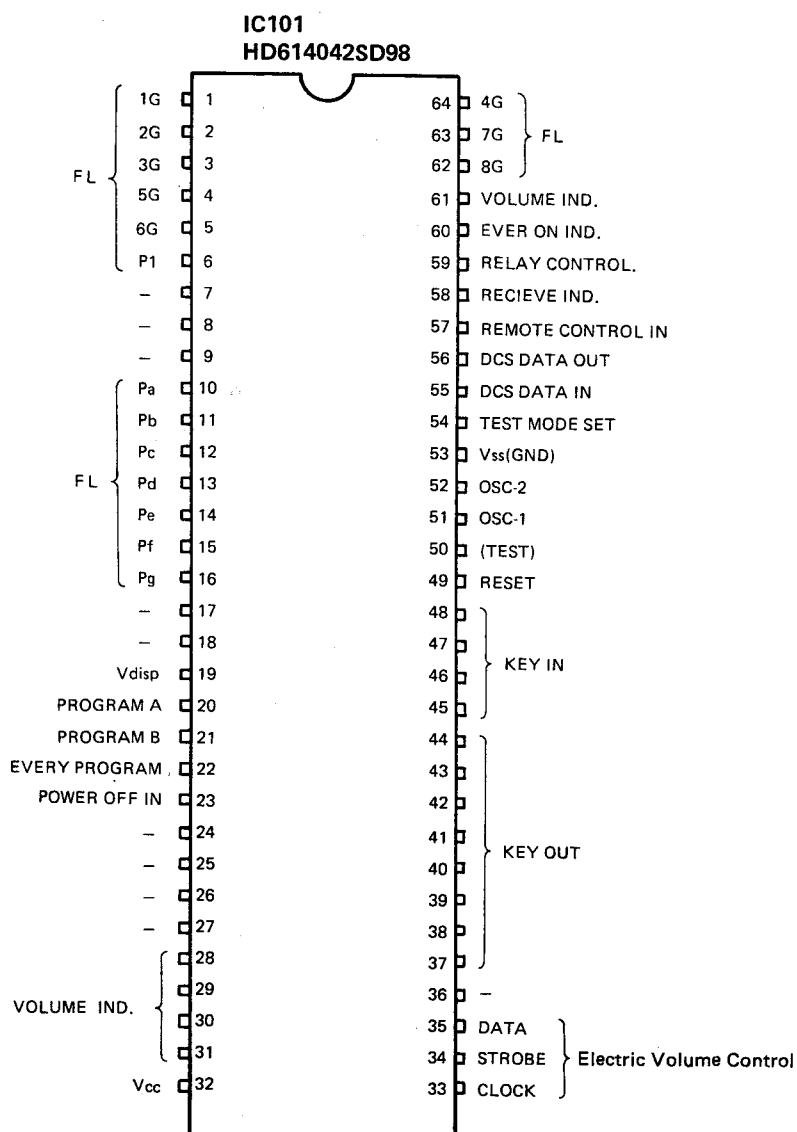 IC101
HD614042SD98
1G 1
2G 2
3G 3
5G 4
6G 5
P1 6
FL
– 7
– 8
– 9
Pa 10
Pb 11
Pc 12
Pd 13
Pe 14
Pf 15
Pg 16
FL
– 17
– 18
Vdisp 19
PROGRAM A 20
PROGRAM B 21
EVERY PROGRAM 22
POWER OFF IN 23
– 24
– 25
– 26
– 27
28
29
30
31
VOLUME IND.
Vcc 32
64 4G
63 7G
62 8G
FL
61 VOLUME IND.
60 EVER ON IND.
59 RELAY CONTROL.
58 RECIEVE IND.
57 REMOTE CONTROL IN
56 DCS DATA OUT
55 DCS DATA IN
54 TEST MODE SET
53 Vss(GND)
52 OSC-2
51 OSC-1
50 (TEST)
49 RESET
48
47
46
45
KEY IN
44
43
42
41
40
39
38
37
KEY OUT
36 –
35 DATA
34 STROBE
33 CLOCK
Electric Volume Control